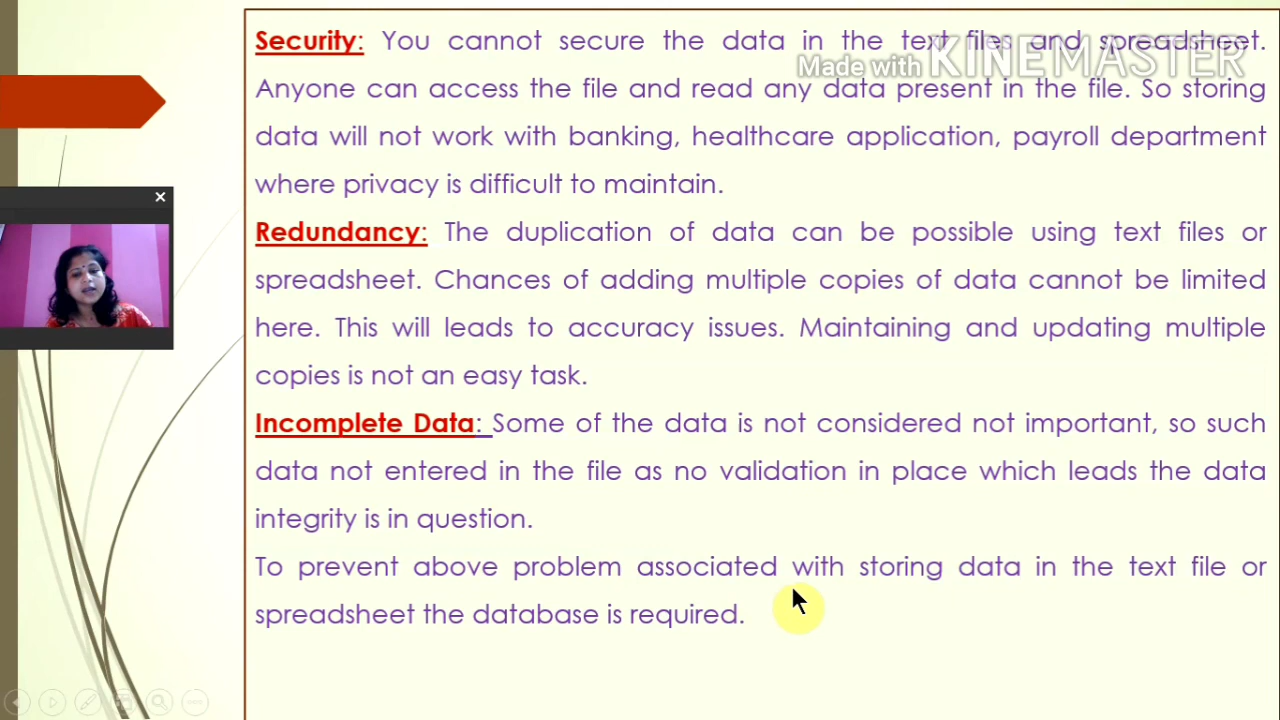 Security: You cannot secure the data in the text files and spreadsheet.
Made with KINEMASTER
Anyone can access the file and read any data present in the file. So storing
data will not work with banking, healthcare application, payroll department
where privacy is difficult to maintain.
Redundancy: The duplication of data can be possible using text files or
spreadsheet. Chances of adding multiple copies of data cannot be limited
here. This will leads to accuracy issues. Maintaining and updating multiple
copies is not an easy task.
Incomplete Data: Some of the data is not considered not important, so such
data not entered in the file as no validation in place which leads the data
integrity is in question.
To prevent above problem associated with storing data in the text file or
spreadsheet the database is required.